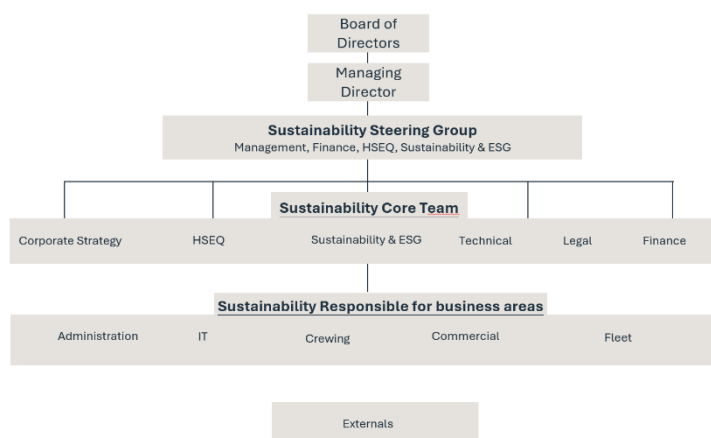 Board of
Directors
Managing
Director
Sustainability Steering Group
Management, Finance, HSEQ, Sustainability & ESG
Sustainability Core Team
Corporate Strategy HSEQ Sustainability & ESG Technical Legal Finance
Sustainability Responsible for business areas
Administration IT Crewing Commercial Fleet
Externals